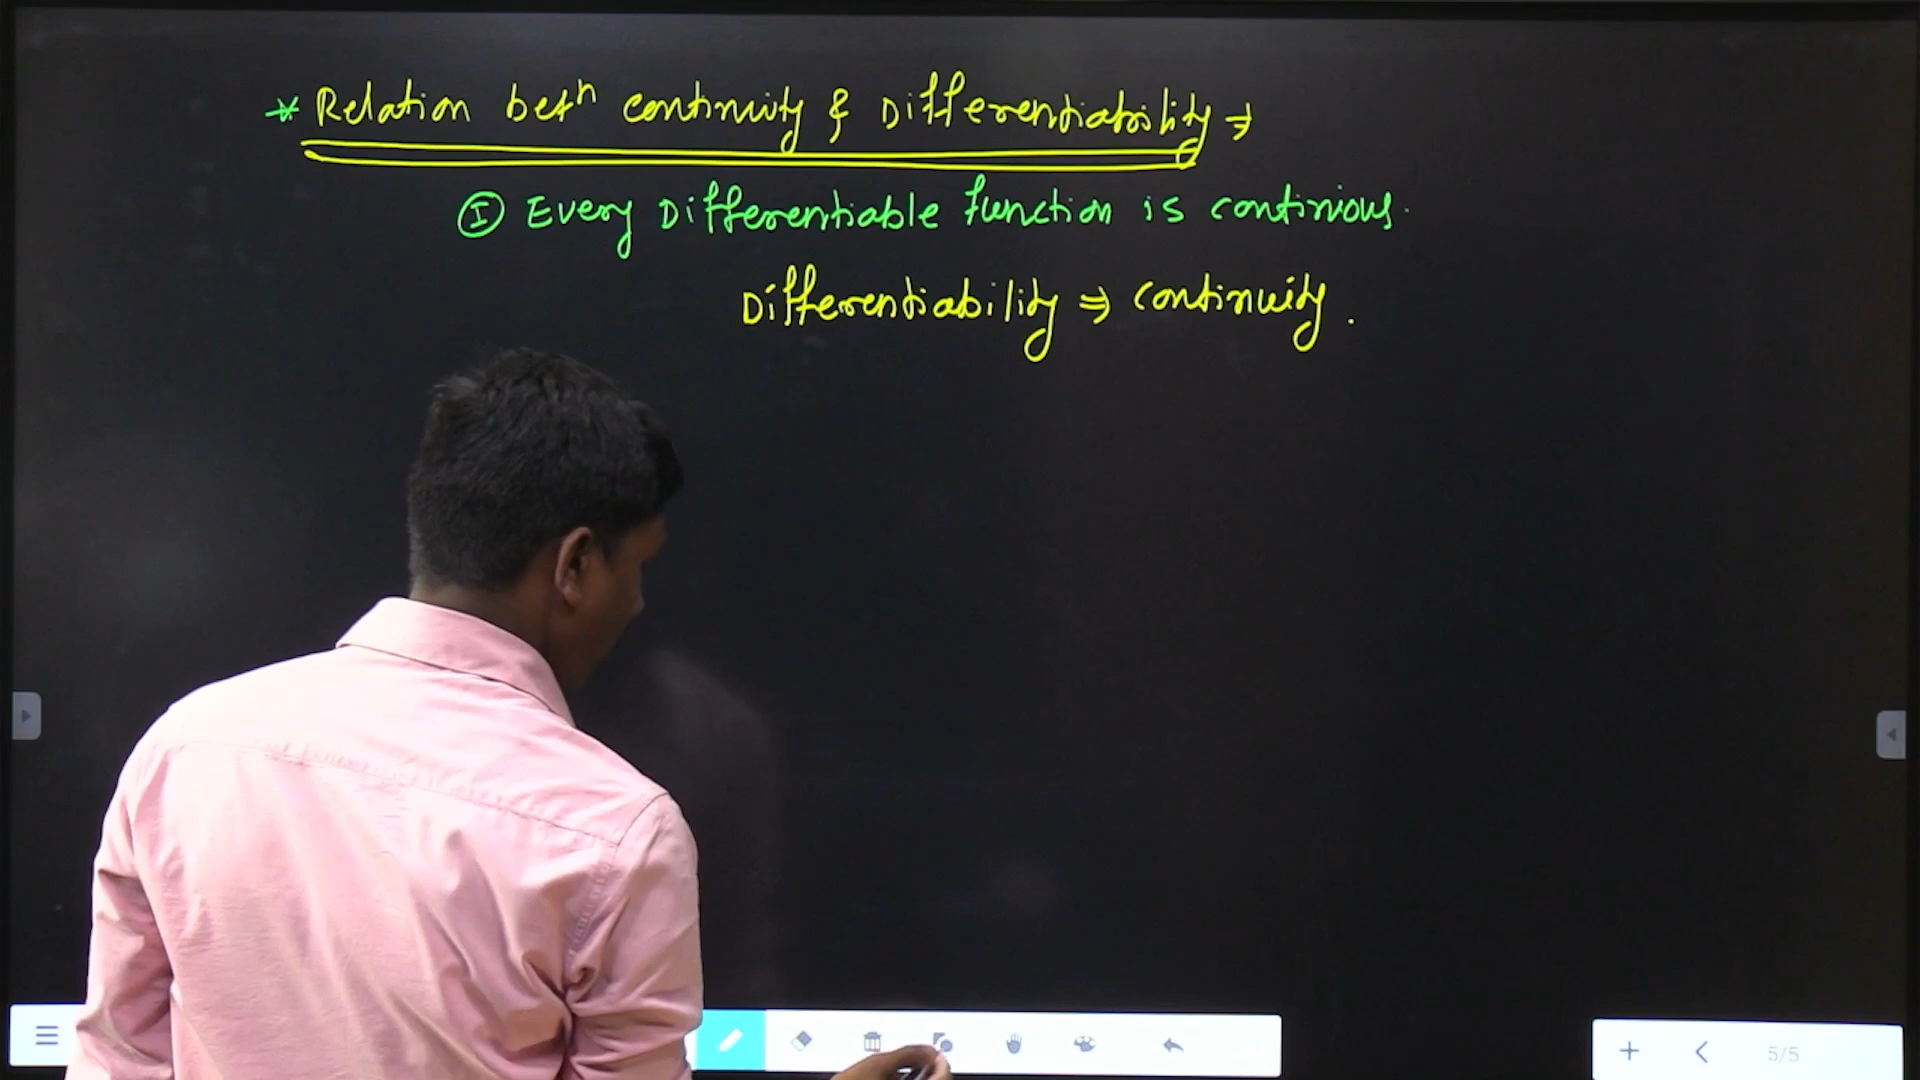 * Relation betn continuity & Differentiability ⇒
① Every Differentiable function is continious.
Differentiability ⇒ continuity.
5/5